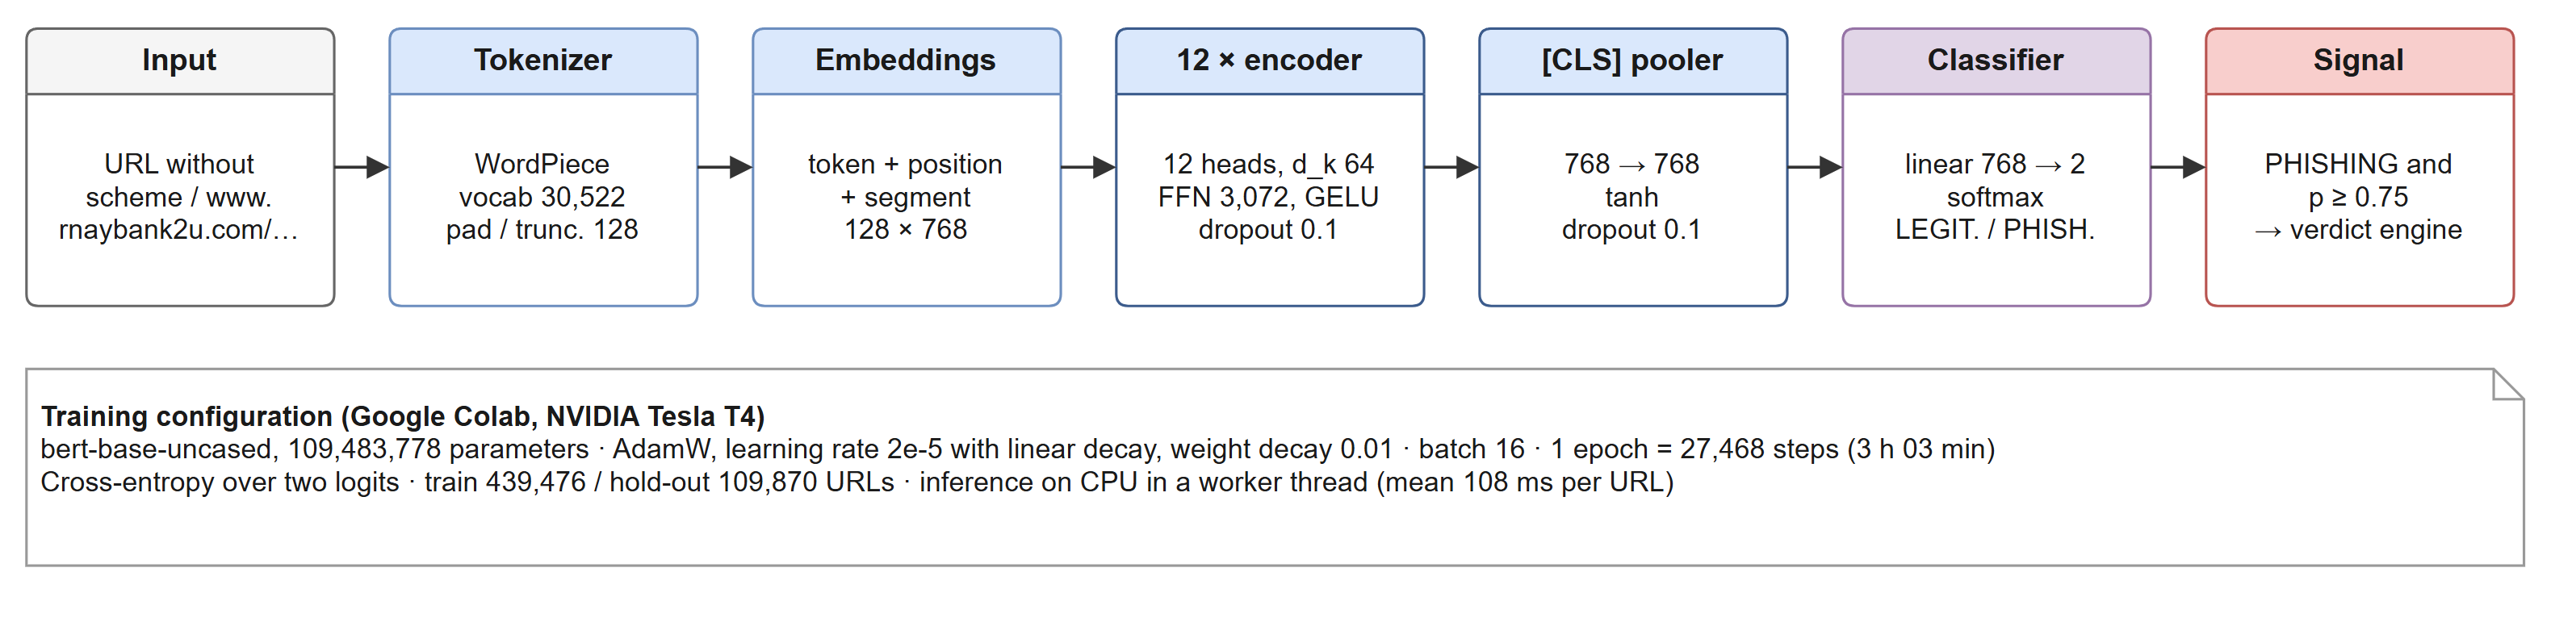 Input
URL without
scheme / www.
rnaybank2u.com/…
Tokenizer
WordPiece
vocab 30,522
pad / trunc. 128
Embeddings
token + position
+ segment
128 × 768
12 × encoder
12 heads, d_k 64
FFN 3,072, GELU
dropout 0.1
[CLS] pooler
768 → 768
tanh
dropout 0.1
Classifier
linear 768 → 2
softmax
LEGIT. / PHISH.
Signal
PHISHING and
p ≥ 0.75
→ verdict engine
Training configuration (Google Colab, NVIDIA Tesla T4)
bert-base-uncased, 109,483,778 parameters · AdamW, learning rate 2e-5 with linear decay, weight decay 0.01 · batch 16 · 1 epoch = 27,468 steps (3 h 03 min)
Cross-entropy over two logits · train 439,476 / hold-out 109,870 URLs · inference on CPU in a worker thread (mean 108 ms per URL)